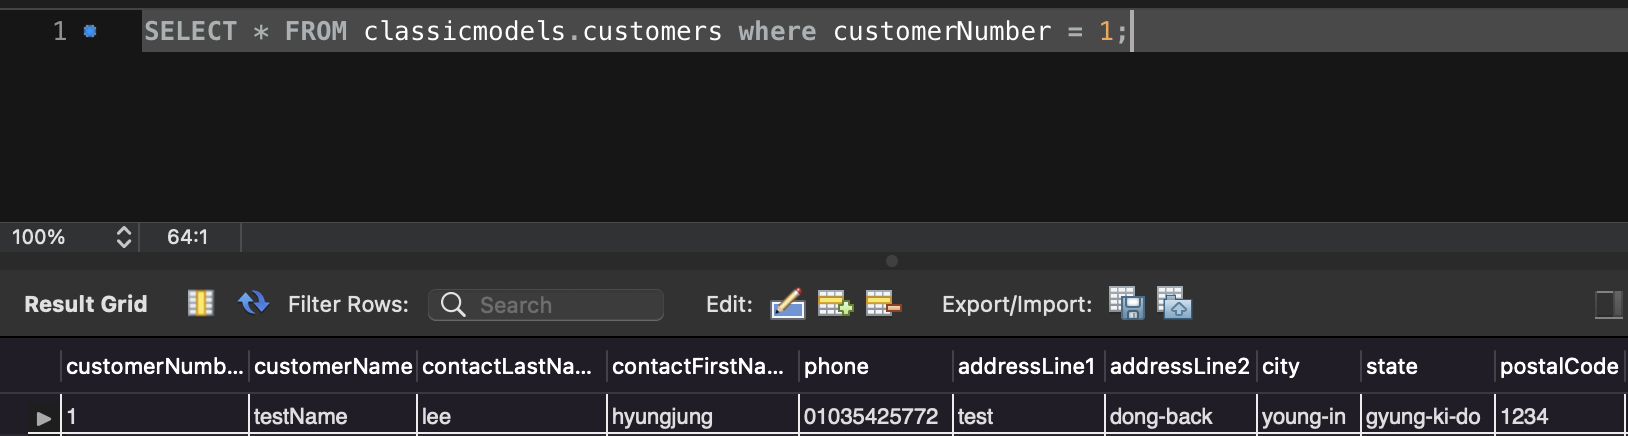 1 SELECT * FROM classicmodels.customers where customerNumber = 1;
100% 64:1
Result Grid Filter Rows: Search Edit: Export/Import:
customerNumb... customerName contactLastNa... contactFirstNa... phone addressLine1 addressLine2 city state postalCode
1 testName lee hyungjung 01035425772 test dong-back young-in gyung-ki-do 1234